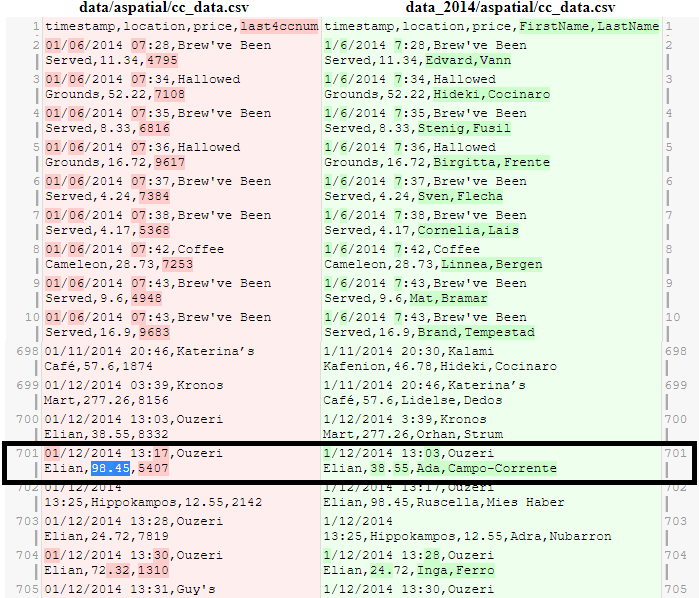 data/aspatial/cc_data.csv
data_2014/aspatial/cc_data.csv
1 timestamp,location,price,last4ccnum timestamp,location,price,FirstName,LastName 1
2 01/06/2014 07:28,Brew've Been 1/6/2014 7:28,Brew've Been 2
Served,11.34,4795 Served,11.34,Edvard,Vann
3 01/06/2014 07:34,Hallowed 1/6/2014 7:34,Hallowed 3
Grounds,52.22,7108 Grounds,52.22,Hideki,Cocinaro
4 01/06/2014 07:35,Brew've Been 1/6/2014 7:35,Brew've Been 4
Served,8.33,6816 Served,8.33,Stenig,Fusil
5 01/06/2014 07:36,Hallowed 1/6/2014 7:36,Hallowed 5
Grounds,16.72,9617 Grounds,16.72,Birgitta,Frente
6 01/06/2014 07:37,Brew've Been 1/6/2014 7:37,Brew've Been 6
Served,4.24,7384 Served,4.24,Sven,Flecha
7 01/06/2014 07:38,Brew've Been 1/6/2014 7:38,Brew've Been 7
Served,4.17,5368 Served,4.17,Cornelia,Lais
8 01/06/2014 07:42,Coffee 1/6/2014 7:42,Coffee 8
Cameleon,28.73,7253 Cameleon,28.73,Linnea,Bergen
9 01/06/2014 07:43,Brew've Been 1/6/2014 7:43,Brew've Been 9
Served,9.6,4948 Served,9.6,Mat,Bramar
10 01/06/2014 07:43,Brew've Been 1/6/2014 7:43,Brew've Been 10
Served,16.9,9683 Served,16.9,Brand,Tempestad
698 01/11/2014 20:46,Katerina’s 1/11/2014 20:30,Kalami 698
Café,57.6,1874 Kafenion,46.78,Hideki,Cocinaro
699 01/12/2014 03:39,Kronos 1/11/2014 20:46,Katerina’s 699
Mart,277.26,8156 Café,57.6,Lidelse,Dedos
700 01/12/2014 13:03,Ouzeri 1/12/2014 3:39,Kronos 700
Elian,38.55,8332 Mart,277.26,Orhan,Strum
701 01/12/2014 13:17,Ouzeri 1/12/2014 13:03,Ouzeri 701
Elian,98.45,5407 Elian,38.55,Ada,Campo-Corrente
702 01/12/2014 1/12/2014 13:17,Ouzeri 702
13:25,Hippokampos,12.55,2142 Elian,98.45,Ruscella,Mies Haber
703 01/12/2014 13:28,Ouzeri 1/12/2014 703
Elian,24.72,7819 13:25,Hippokampos,12.55,Adra,Nubarron
704 01/12/2014 13:30,Ouzeri 1/12/2014 13:28,Ouzeri 704
Elian,72.32,1310 Elian,24.72,Inga,Ferro
705 01/12/2014 13:31,Guy's 1/12/2014 13:30,Ouzeri 705